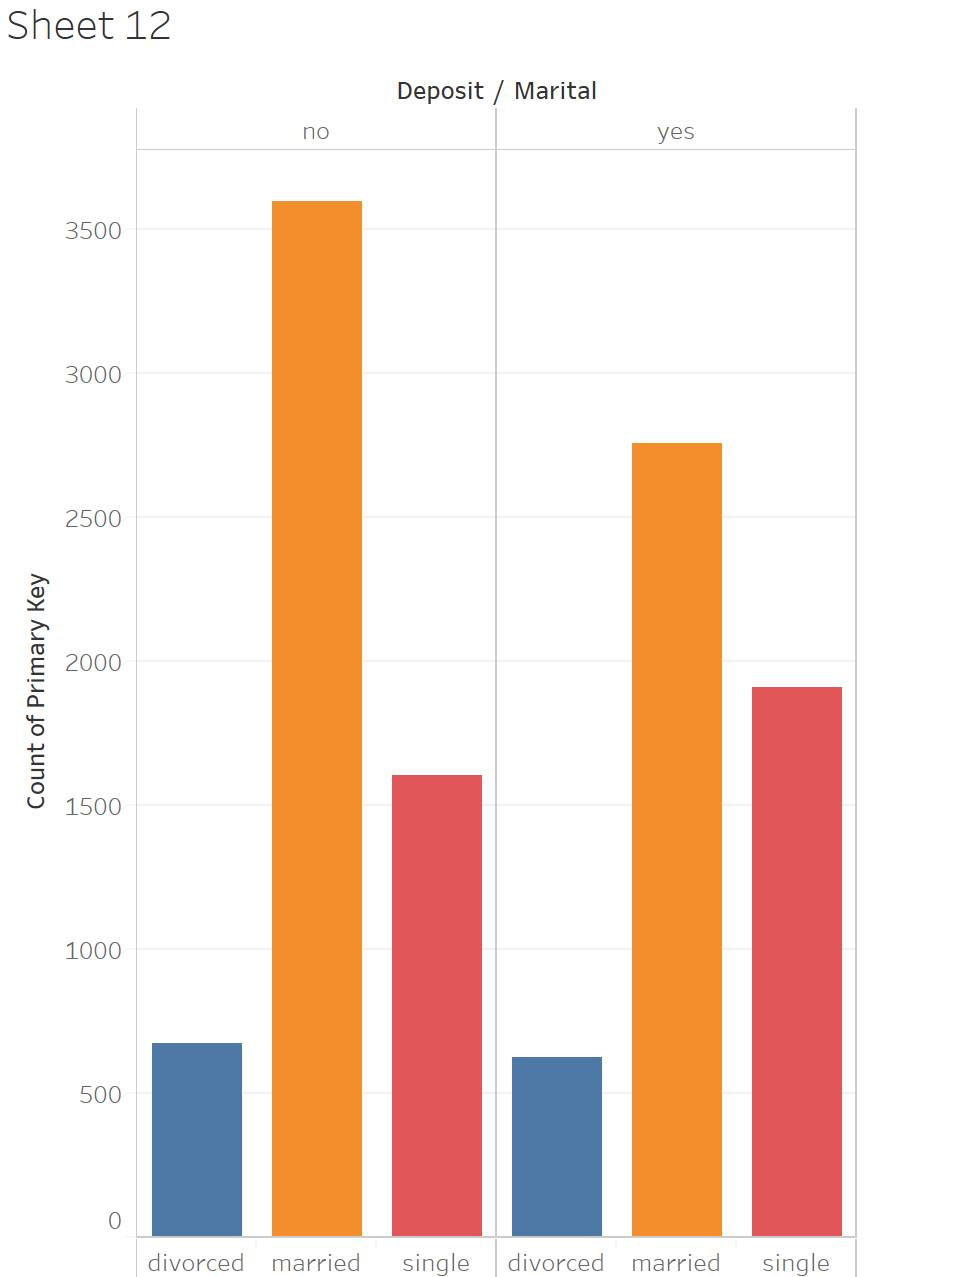 Sheet 12
Deposit / Marital
no yes
3500
3000
2500
2000
1500
1000
500
0
Count of Primary Key
divorced married single divorced married single